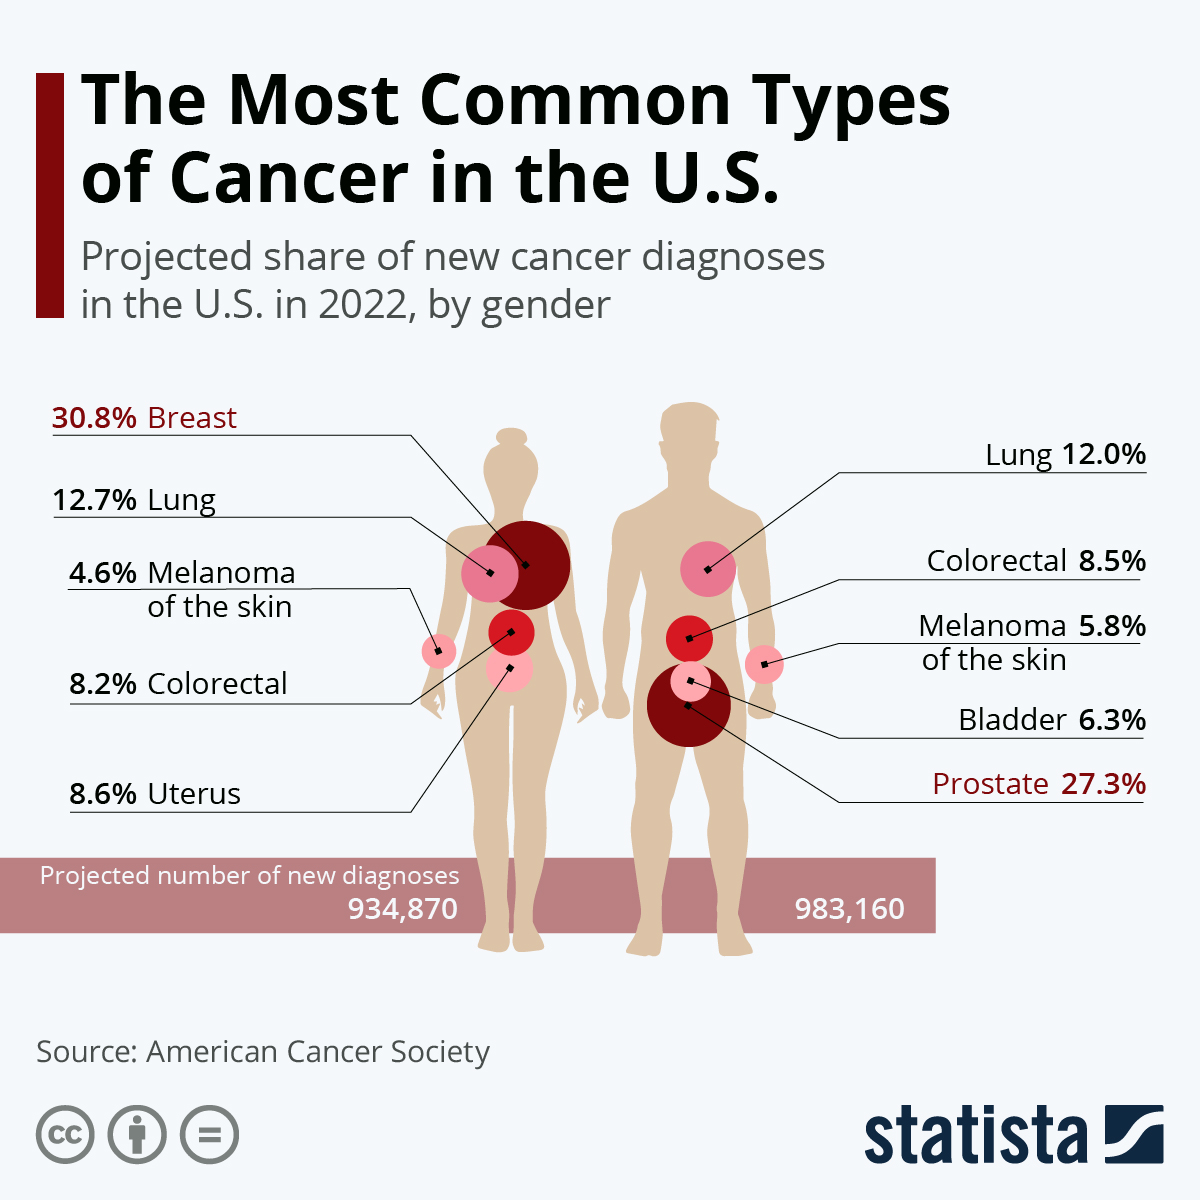 The Most Common Types
of Cancer in the U.S.
Projected share of new cancer diagnoses
in the U.S. in 2022, by gender
30.8% Breast
12.7% Lung
4.6% Melanoma
of the skin
8.2% Colorectal
8.6% Uterus
Lung 12.0%
Colorectal 8.5%
Melanoma 5.8%
of the skin
Bladder 6.3%
Prostate 27.3%
Projected number of new diagnoses
934,870
983,160
Source: American Cancer Society
cc
statista